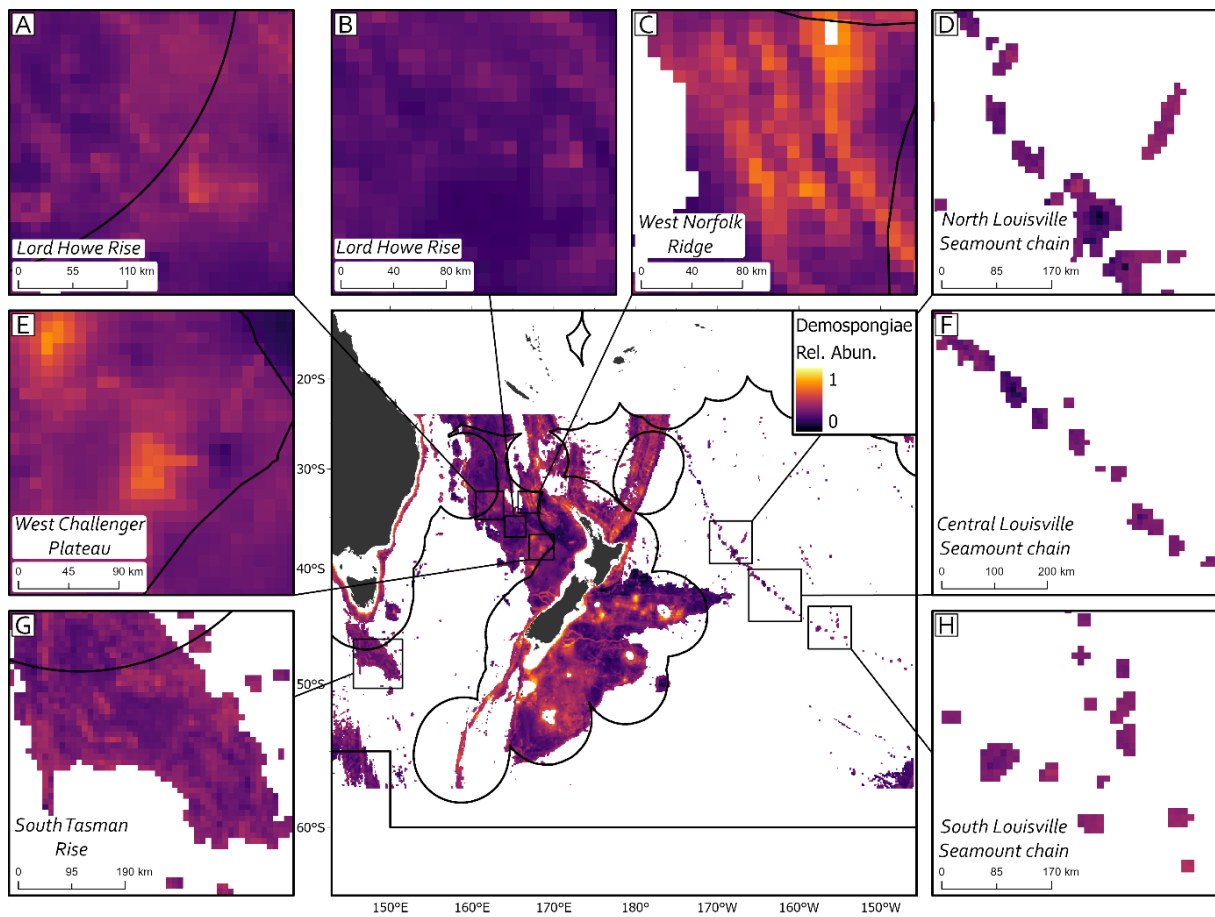 A
Lord Howe Rise
0 55 110 km
B
Lord Howe Rise
0 40 80 km
C
West Norfolk
Ridge
0 40 80 km
D
North Louisville
Seamount chain
0 85 170 km
E
West Challenger
Plateau
0 45 90 km
Demospongiae
Rel. Abun.
1
0
20°S
30°S
40°S
50°S
60°S
150°E 160°E 170°E 180° 170°W 160°W 150°W
F
Central Louisville
Seamount chain
0 100 200 km
G
South Tasman
Rise
0 95 190 km
H
South Louisville
Seamount chain
0 85 170 km